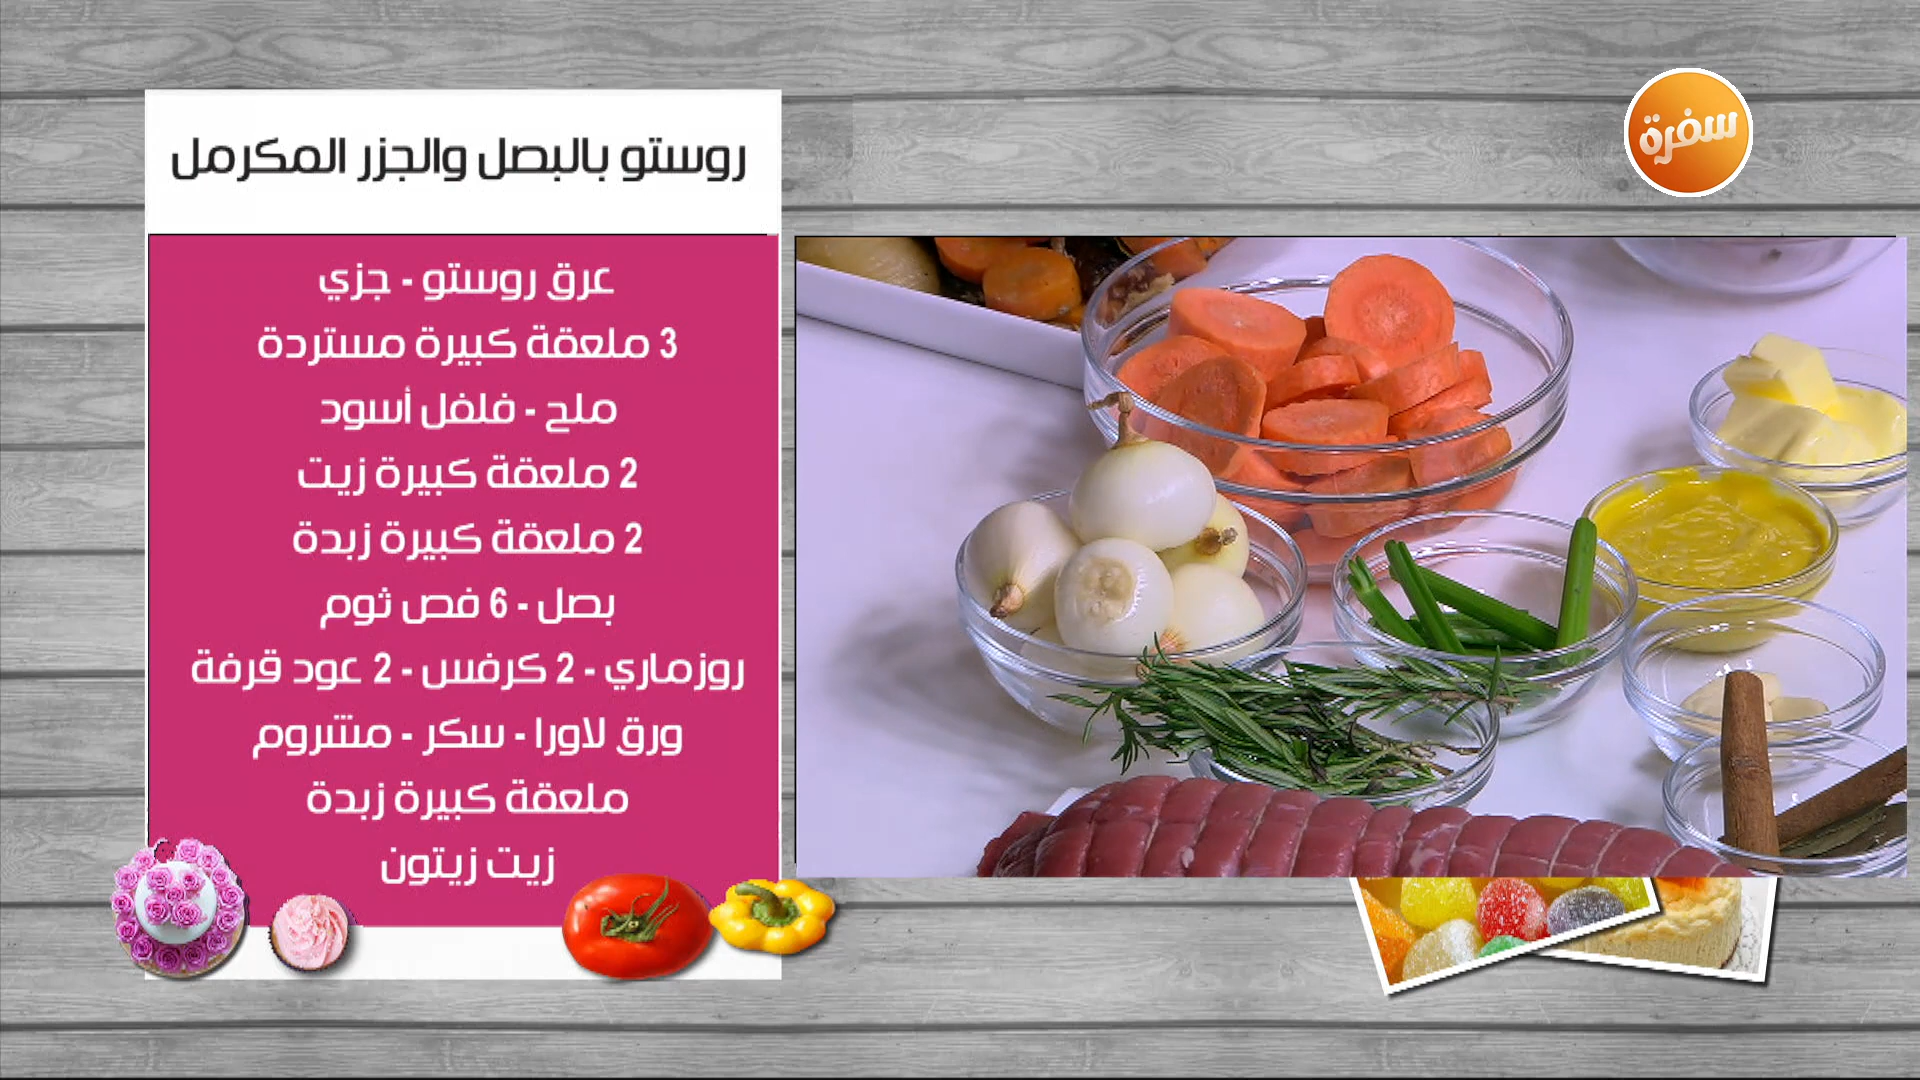 سفرة
روستو بالبصل والجزر المكرمل
عرق روستو - جزي
3 ملعقة كبيرة مستردة
ملح - فلفل أسود
2 ملعقة كبيرة زيت
2 ملعقة كبيرة زبدة
بصل - 6 فص ثوم
روزماري - 2 كرفس - 2 عود قرفة
ورق لاورا - سكر - مشروم
ملعقة كبيرة زبدة
زيت زيتون